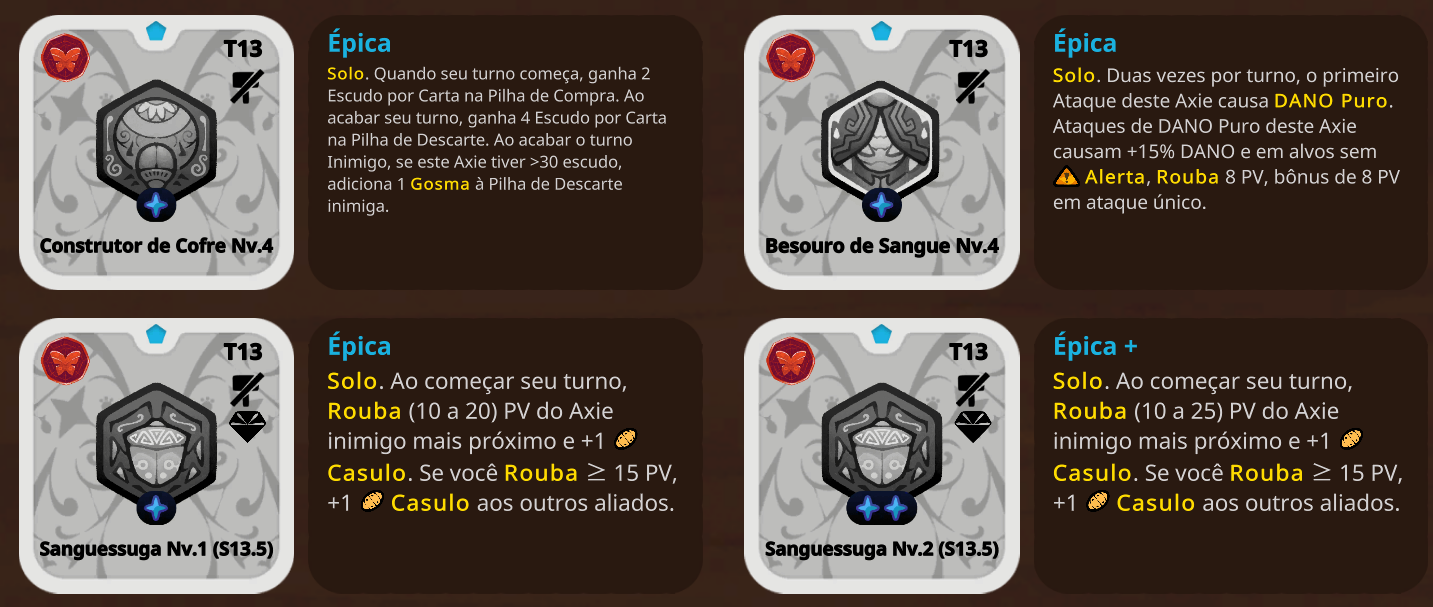 T13
Construtor de Cofre Nv.4
Épica
Solo. Quando seu turno começa, ganha 2
Escudo por Carta na Pilha de Compra. Ao
acabar seu turno, ganha 4 Escudo por Carta
na Pilha de Descarte. Ao acabar o turno
Inimigo, se este Axie tiver >30 escudo,
adiciona 1 Gosma à Pilha de Descarte
inimiga.
T13
Besouro de Sangue Nv.4
Épica
Solo. Duas vezes por turno, o primeiro
Ataque deste Axie causa DANO Puro.
Ataques de DANO Puro deste Axie
causam +15% DANO e em alvos sem
Alerta, Rouba 8 PV, bônus de 8 PV
em ataque único.
T13
Sanguessuga Nv.1 (S13.5)
Épica
Solo. Ao começar seu turno,
Rouba (10 a 20) PV do Axie
inimigo mais próximo e +1
Casulo. Se você Rouba ≥ 15 PV,
+1 Casulo aos outros aliados.
T13
Sanguessuga Nv.2 (S13.5)
Épica +
Solo. Ao começar seu turno,
Rouba (10 a 25) PV do Axie
inimigo mais próximo e +1
Casulo. Se você Rouba ≥ 15 PV,
+1 Casulo aos outros aliados.